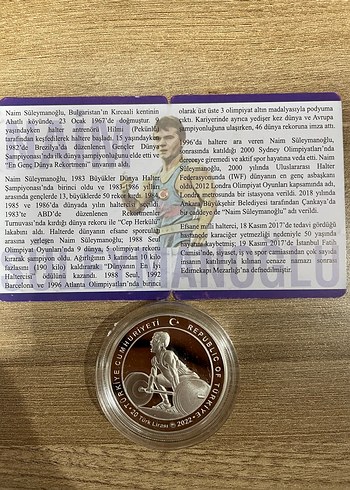 Naim Süleymanoğlu, Bulgaristan'ın Kırcaali kentinin
köyünde, 23 Ocak 1967'de doğmuştur.
yaşındayken halter antrenörü Hilmi
tarafından keşfedilerek haltere başladı. 15 yaşındayken
1982'de Brezilya'da düzenlenen Gençler Dünya
Şampiyonası'nda ilk dünya şampiyonluğunu elde etti ve
"En Genç Dünya Rekortmeni" unvanını aldı.
Naim Süleymanoğlu, 1983 Büyükler Dünya Halter
Şampiyonası'nda birinci oldu ve 1983-1986 yılları
arasında gençlerde 13, büyüklerde 50 rekor kırdı.
1985 ve 1986'da dünyada yılın haltercisi seçildi.
1983'te ABD'de düzenlenen Rekortmenler
Turnuvası'nda kırdığı dünya rekoru ile "Cep Herkülü"
lakabını aldı. Halterde dünyanın efsane sporcuları
arasına giren Naim Süleymanoğlu, 1988 Seul
Olimpiyat Oyunları'nda 9 dünya, 5 olimpiyat rekoru
kırarak şampiyon oldu. Ağırlığının 3 katından 10 kilo
fazlasını (190 kilo) kaldırarak "Dünyanın En İyi
Haltercisi" ödülünü kazandı. 1988 Seul, 1992
Barcelona ve 1996 Atlanta Olimpiyatları'nda birinci
olarak üst üste 3 olimpiyat altın madalyasıyla podyuma
çıktı. Kariyerinde ayrıca yedişer kez dünya ve Avrupa
şampiyonluğuna ulaşırken, 46 dünya rekoruna imza attı.
1996'da haltere ara veren Naim Süleymanoğlu,
sonrasında katıldığı 2000 Sydney Olimpiyatları'nda
dereceye giremedi ve aktif spor hayatına veda etti. Naim
Süleymanoğlu, 2000 yılında Uluslararası Halter
Federasyonu (IWF) dünyanın en genç asbaşkanı
oldu. 2012 Londra Olimpiyat Oyunları kapsamında adı,
Londra metrosunda bir istasyona verildi. 2018 yılında
Ankara Büyükşehir Belediyesi tarafından Çankaya'da
bir caddeye "Naim Süleymanoğlu" adı verildi.
Efsane milli halterci, 18 Kasım 2017'de tedavi gördüğü
hastanede karaciğer yetmezliği nedeniyle 50 yaşında
hayatını kaybetmiş; 19 Kasım 2017'de İstanbul Fatih
Camisi'nde, siyaset, iş ve spor camiasından çok sayıda
ismin katılımıyla kılınan cenaze namazı sonrası
Edirnekapı Mezarlığı'na defnedilmiştir.
TÜRKİYE CUMHURİYETİ REPUBLIC OF TÜRKİYE
20 Türk Lirası 2022